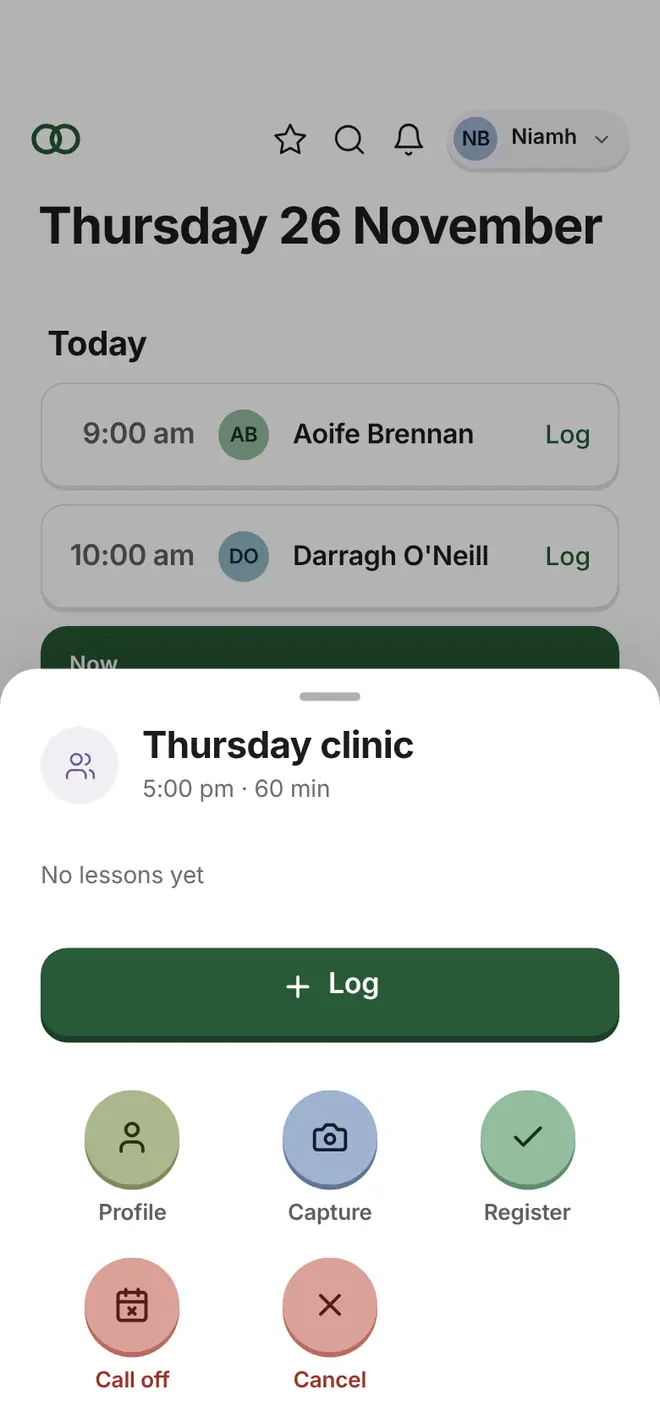 NB Niamh
Thursday 26 November
Today
9:00 am AB Aoife Brennan Log
10:00 am DO Darragh O'Neill Log
Now
Thursday clinic
5:00 pm · 60 min
No lessons yet
+ Log
Profile Capture Register
Call off Cancel